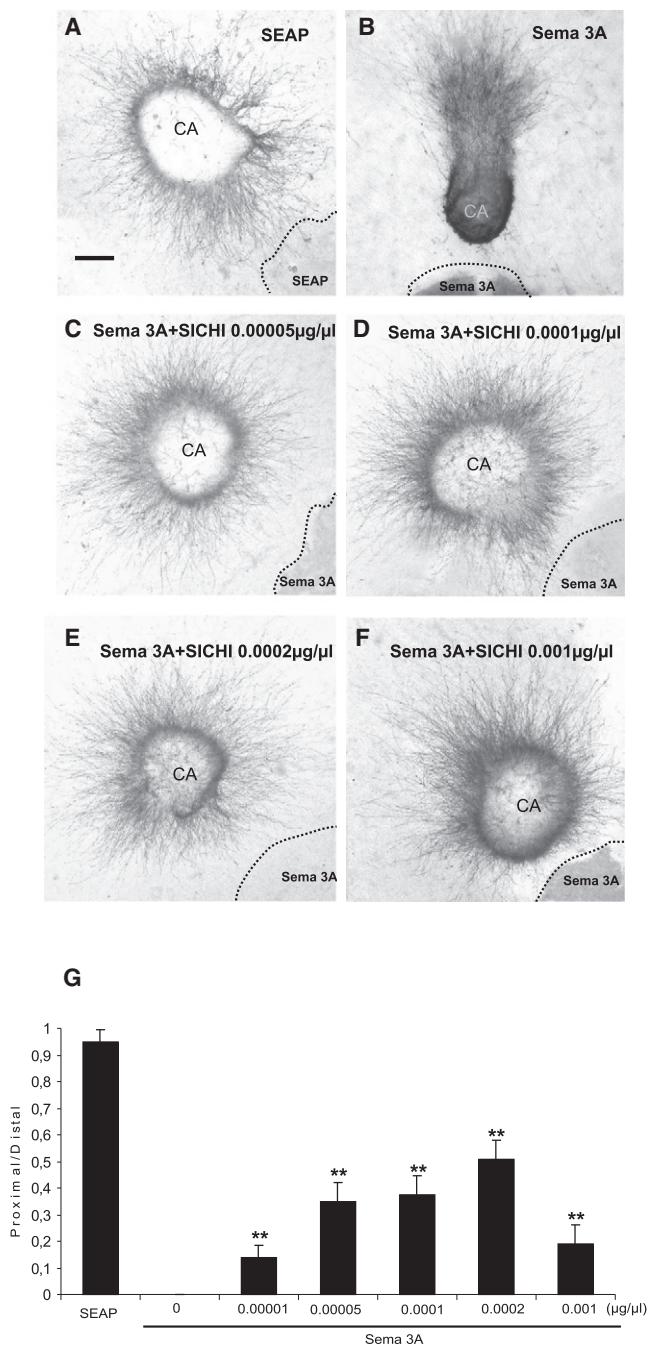 A
SEAP
CA
SEAP
B
Sema 3A
CA
Sema 3A
C
Sema 3A+SICHI 0.00005µg/µl
CA
Sema 3A
D
Sema 3A+SICHI 0.0001µg/µl
CA
Sema 3A
E
Sema 3A+SICHI 0.0002µg/µl
CA
Sema 3A
F
Sema 3A+SICHI 0.001µg/µl
CA
Sema 3A
G
Proximal/Distal
1
0,9
0,8
0,7
0,6
0,5
0,4
0,3
0,2
0,1
0
**
**
**
**
**
SEAP
0
0.00001
0.00005
0.0001
0.0002
0.001
(µg/µl)
Sema 3A